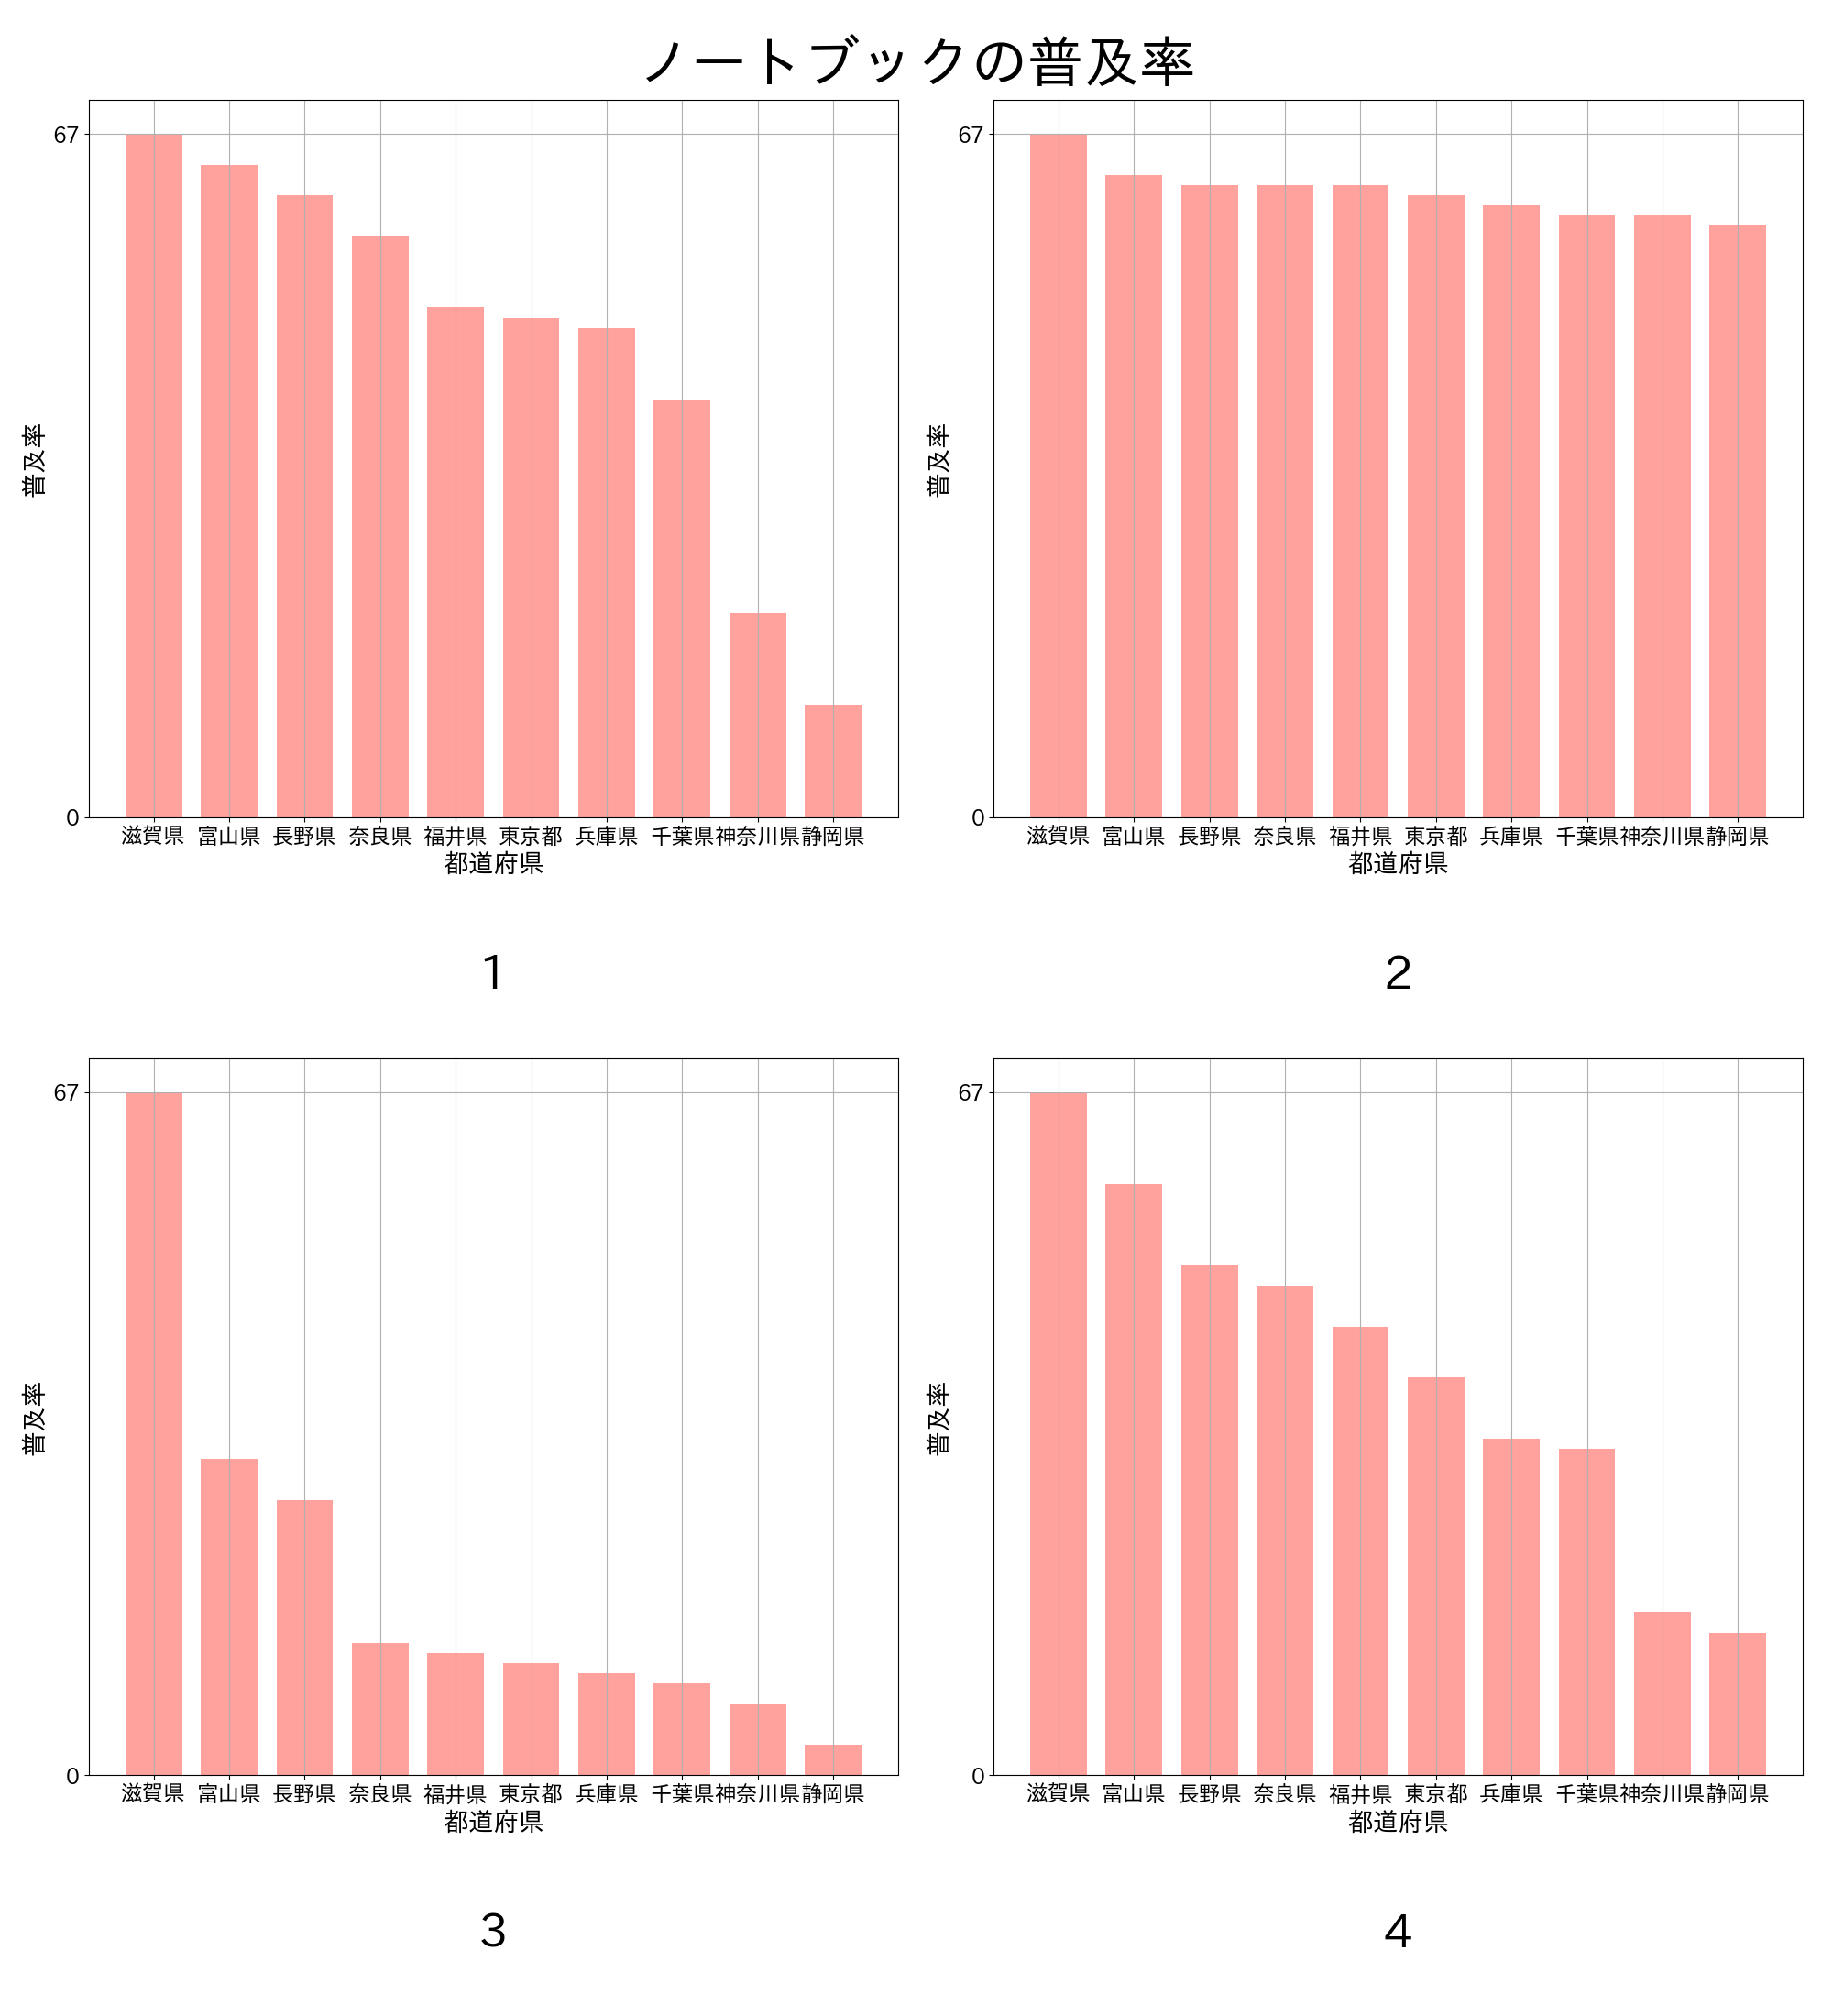 ノートブックの普及率
67
0
普及率
滋賀県 富山県 長野県 奈良県 福井県 東京都 兵庫県 千葉県 神奈川県 静岡県
都道府県
1
67
0
普及率
滋賀県 富山県 長野県 奈良県 福井県 東京都 兵庫県 千葉県 神奈川県 静岡県
都道府県
2
67
0
普及率
滋賀県 富山県 長野県 奈良県 福井県 東京都 兵庫県 千葉県 神奈川県 静岡県
都道府県
3
67
0
普及率
滋賀県 富山県 長野県 奈良県 福井県 東京都 兵庫県 千葉県 神奈川県 静岡県
都道府県
4